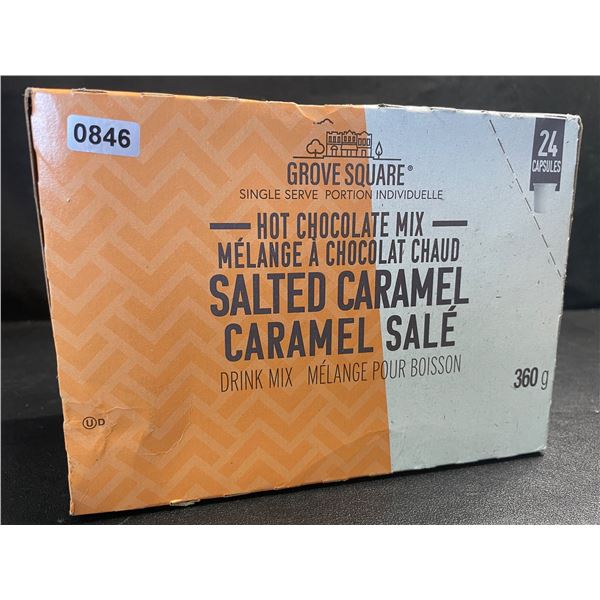 0846
24
CAPSULES
GROVE SQUARE®
SINGLE SERVE PORTION INDIVIDUELLE
HOT CHOCOLATE MIX
MÉLANGE À CHOCOLAT CHAUD
SALTED CARAMEL
CARAMEL SALÉ
DRINK MIX MÉLANGE POUR BOISSON
360 g
U D